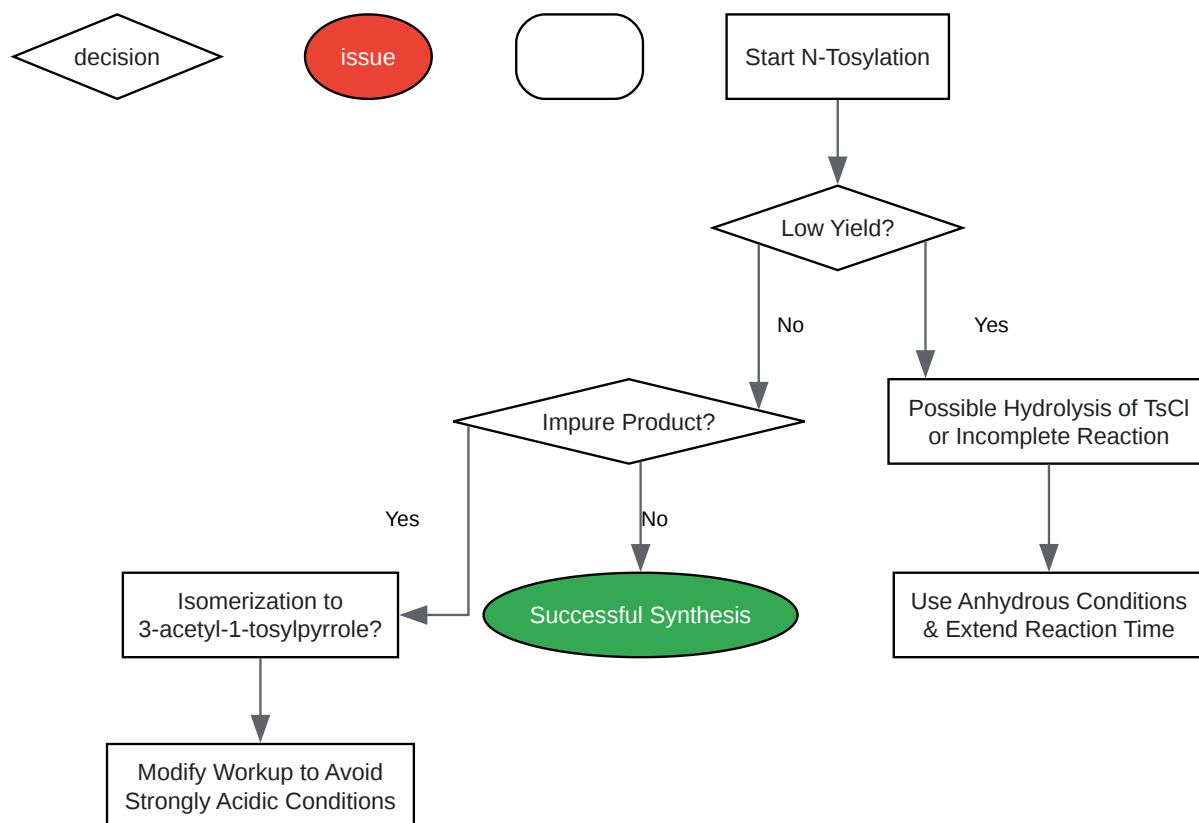 decision
issue
Start N-Tosylation
Low Yield?
No
Yes
Impure Product?
Possible Hydrolysis of TsCl
or Incomplete Reaction
Yes
No
Isomerization to
3-acetyl-1-tosylpyrrole?
Successful Synthesis
Use Anhydrous Conditions
& Extend Reaction Time
Modify Workup to Avoid
Strongly Acidic Conditions